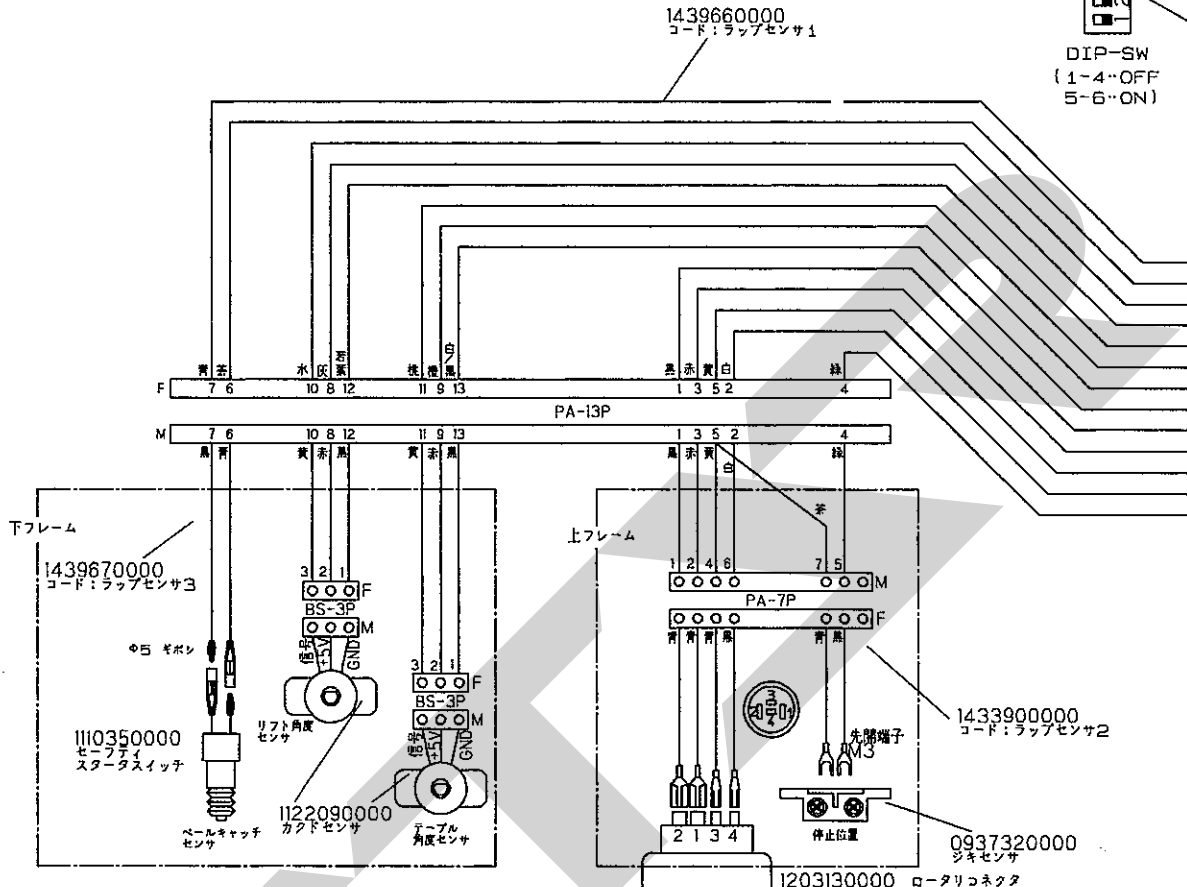 1439660000
コード:ラップセンサ1
2
1
DIP-SW
(1-4··OFF
5-6··ON)
青 茶 水 灰 若葉 桃 橙 白/黒 黒 赤 黄 白 緑
F 7 6 10 8 12 11 9 13 1 3 5 2 4
PA-13P
M 7 6 10 8 12 11 9 13 1 3 5 2 4
黒 青 黄 赤 黒 黄 赤 黒 黒 赤 黄 白 緑
下フレーム
上フレーム
茶
1439670000
コード:ラップセンサ3
3 2 1 F
BS-3P
M
信号 +5V GND
1 2 4 6 7 5 M
PA-7P
F
青 青 青 黒 青 黒
Φ5 ギボシ
リフト角度
センサ
3 2 1 F
BS-3P
M
信号 +5V GND
3
2 1
4
1433900000
コード:ラップセンサ2
先開端子
M3
1110350000
セーフティ
スタータスイッチ
1122090000
カクドセンサ
ベールキャッチ
センサ
テーブル
角度センサ
2 1 3 4
停止位置
0937320000
ジキセンサ
1203130000 ロータリコネクタ